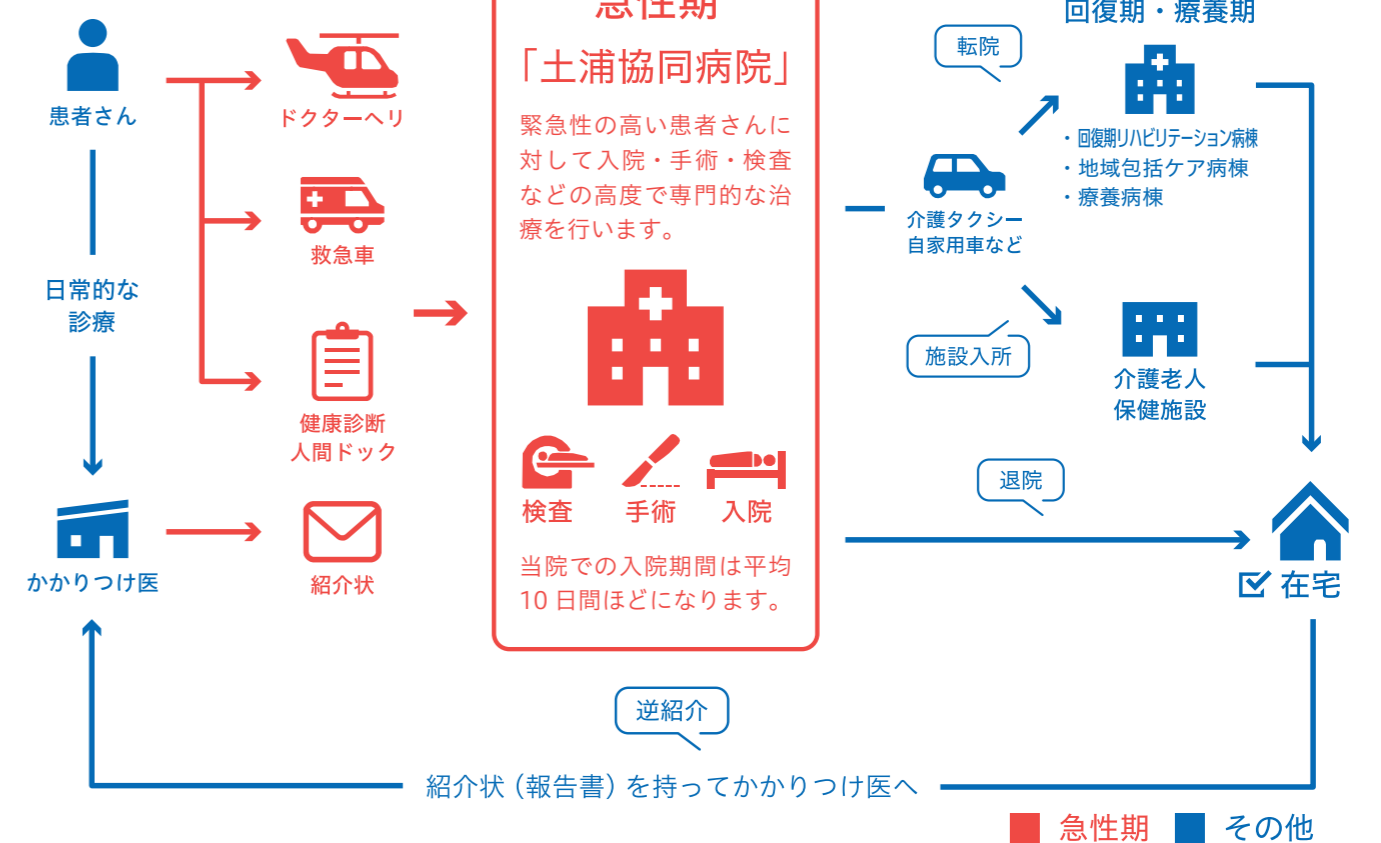 患者さん
日常的な
診療
かかりつけ医
ドクターヘリ
救急車
健康診断
人間ドック
紹介状
急性期
「土浦協同病院」
緊急性の高い患者さんに
対して入院・手術・検査
などの高度で専門的な治
療を行います。
検査
手術
入院
当院での入院期間は平均
10日間ほどになります。
介護タクシー
自家用車など
転院
回復期・療養期
・回復期リハビリテーション病棟
・地域包括ケア病棟
・療養病棟
施設入所
介護老人
保健施設
退院
在宅
逆紹介
紹介状（報告書）を持ってかかりつけ医へ
急性期
その他